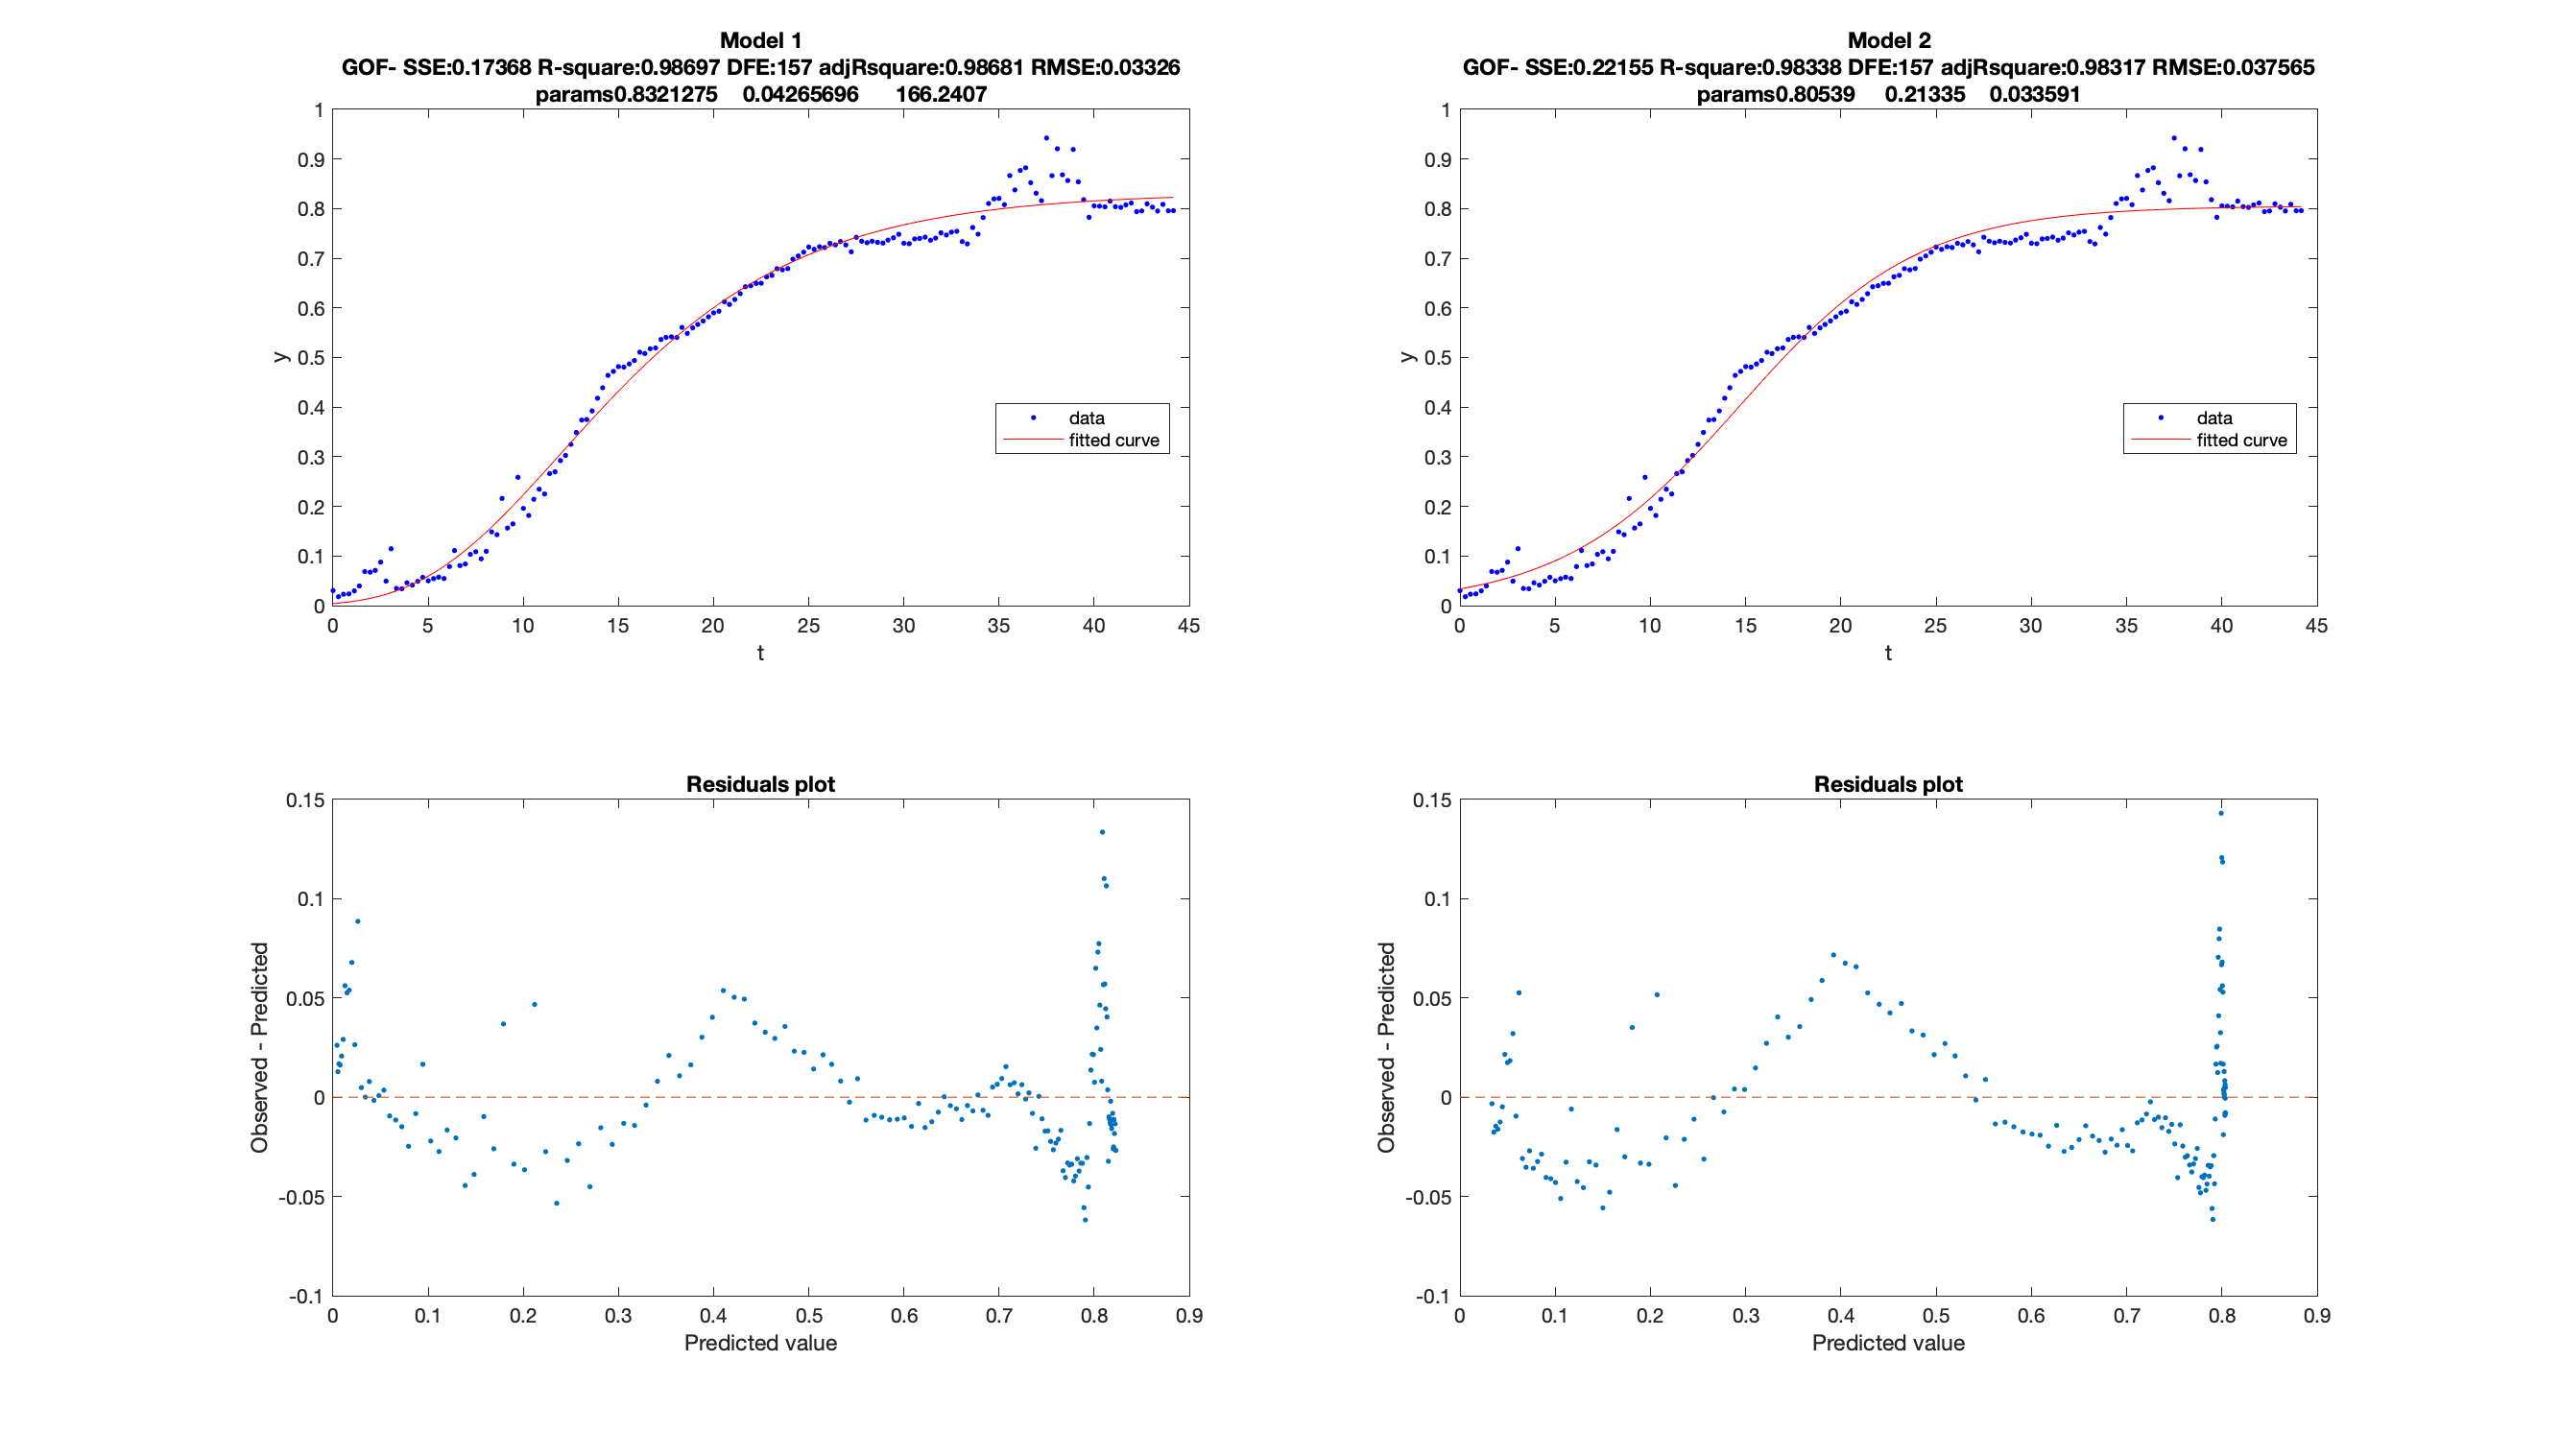 Model 1
GOF- SSE:0.17368 R-square:0.98697 DFE:157 adjRsquare:0.98681 RMSE:0.03326
params0.8321275 0.04265696 166.2407
1
0.9
0.8
0.7
0.6
0.5
0.4
0.3
0.2
0.1
0
y
data
fitted curve
0 5 10 15 20 25 30 35 40 45
t
Model 2
GOF- SSE:0.22155 R-square:0.98338 DFE:157 adjRsquare:0.98317 RMSE:0.037565
params0.80539 0.21335 0.033591
1
0.9
0.8
0.7
0.6
0.5
0.4
0.3
0.2
0.1
0
y
data
fitted curve
0 5 10 15 20 25 30 35 40 45
t
Residuals plot
0.15
0.1
0.05
0
-0.05
-0.1
Observed - Predicted
0 0.1 0.2 0.3 0.4 0.5 0.6 0.7 0.8 0.9
Predicted value
Residuals plot
0.15
0.1
0.05
0
-0.05
-0.1
Observed - Predicted
0 0.1 0.2 0.3 0.4 0.5 0.6 0.7 0.8 0.9
Predicted value